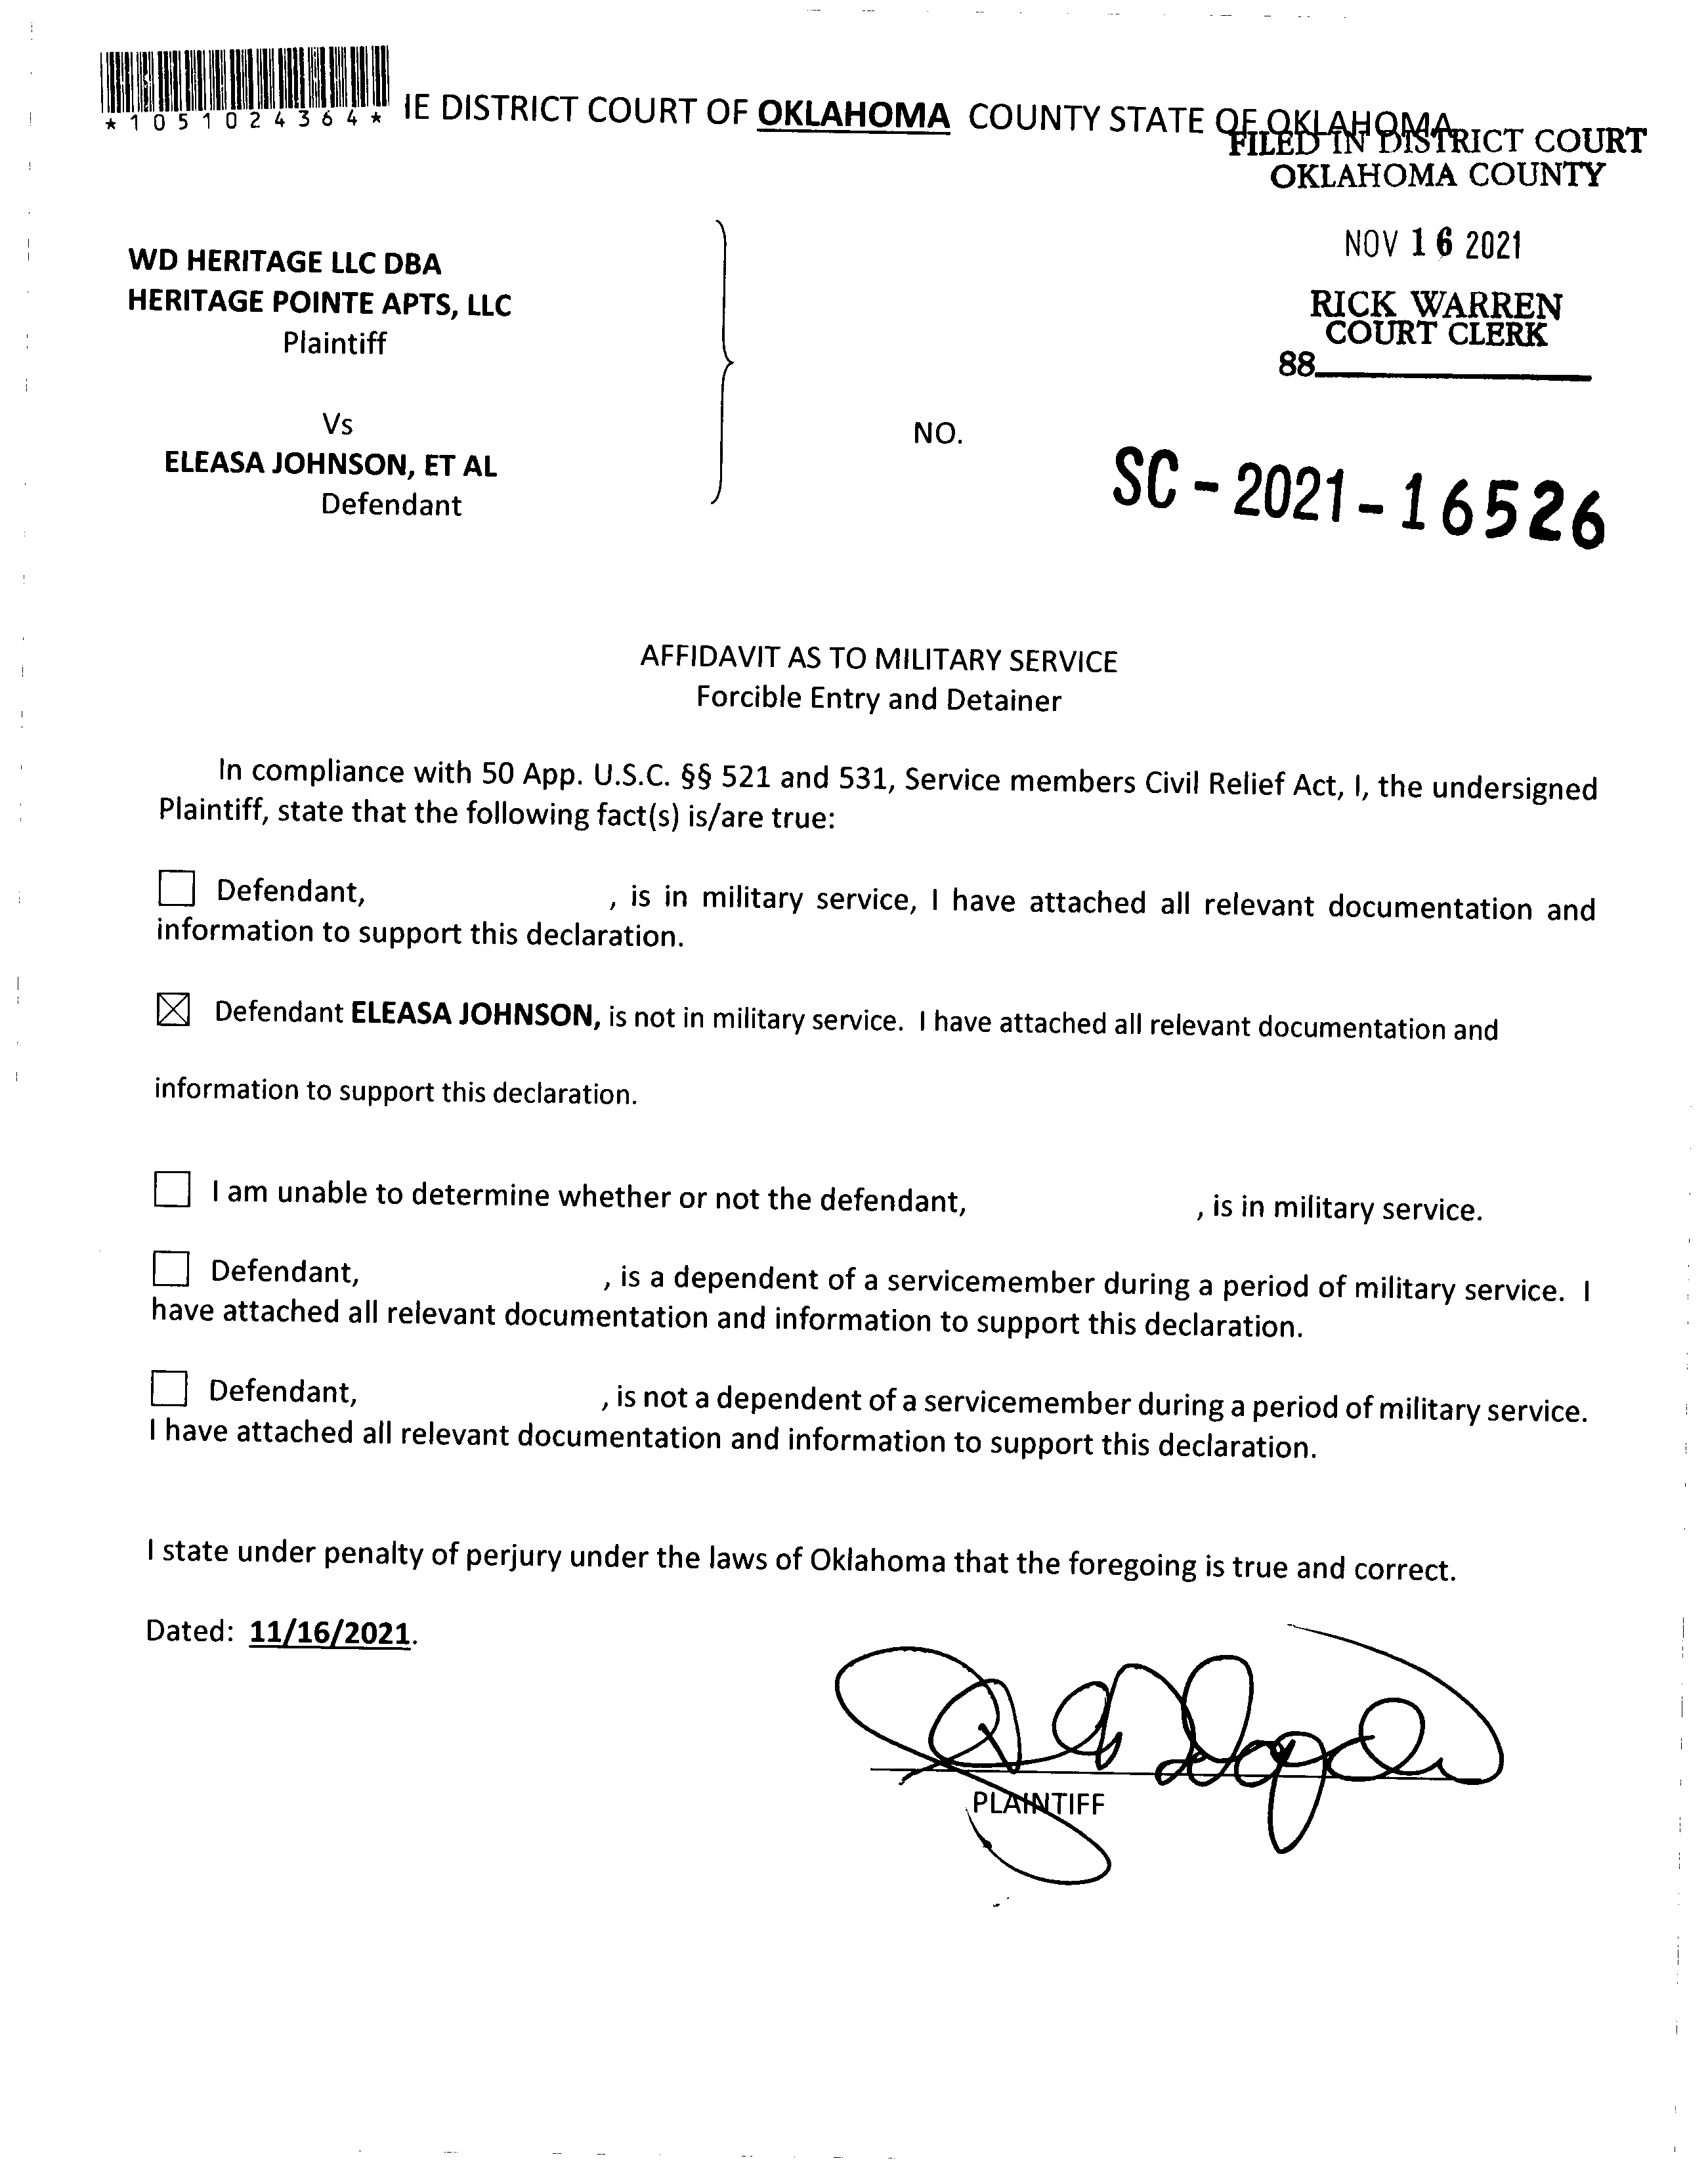 *1051024364*
IE DISTRICT COURT OF OKLAHOMA COUNTY STATE OF OKLAHOMA
FILED IN DISTRICT COURT
OKLAHOMA COUNTY
NOV 16 2021
RICK WARREN
COURT CLERK
88
WD HERITAGE LLC DBA
HERITAGE POINTE APTS, LLC
Plaintiff
Vs
ELEASA JOHNSON, ET AL
Defendant
NO.
SC-2021-16526
AFFIDAVIT AS TO MILITARY SERVICE
Forcible Entry and Detainer
In compliance with 50 App. U.S.C. §§ 521 and 531, Service members Civil Relief Act, I, the undersigned
Plaintiff, state that the following fact(s) is/are true:
Defendant, , is in military service, I have attached all relevant documentation and
information to support this declaration.
Defendant ELEASA JOHNSON, is not in military service. I have attached all relevant documentation and
information to support this declaration.
I am unable to determine whether or not the defendant, , is in military service.
Defendant, , is a dependent of a servicemember during a period of military service. I
have attached all relevant documentation and information to support this declaration.
Defendant, , is not a dependent of a servicemember during a period of military service.
I have attached all relevant documentation and information to support this declaration.
I state under penalty of perjury under the laws of Oklahoma that the foregoing is true and correct.
Dated: 11/16/2021.
PLAINTIFF